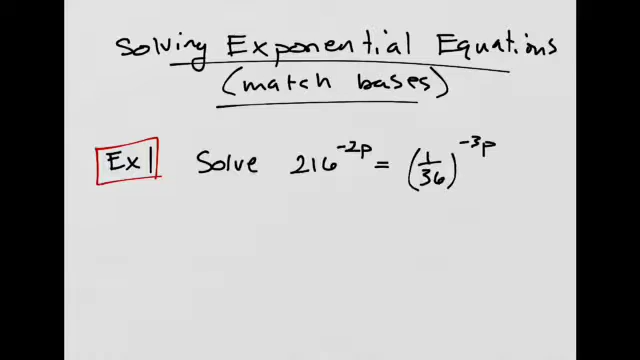 Solving Exponential Equations
(match bases)
Ex 1 Solve 216^{-2p} = (1/36)^{-3p}